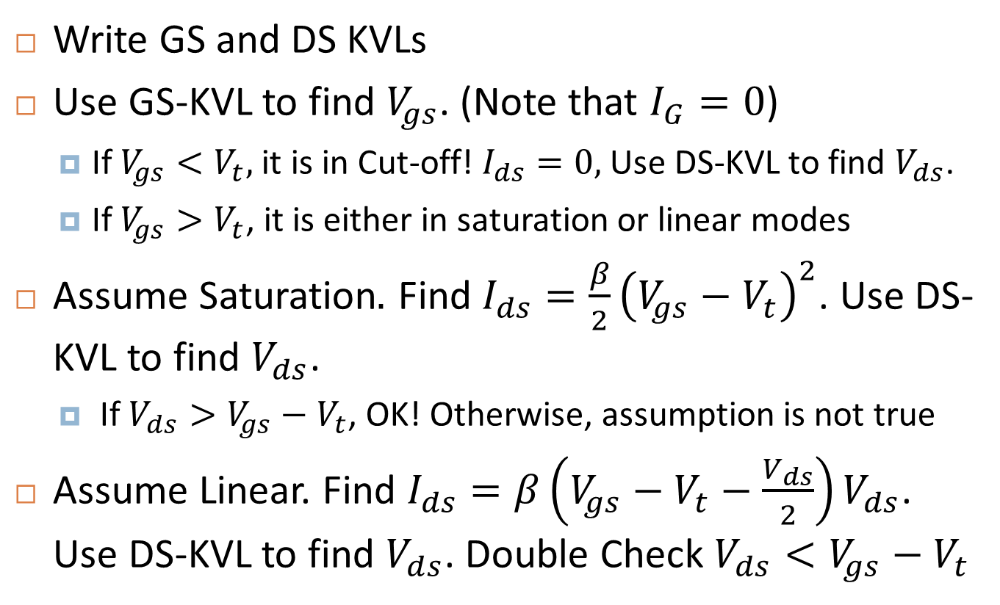 Write GS and DS KVLs
Use GS-KVL to find $V_{gs}$. (Note that $I_G = 0$)
If $V_{gs} < V_t$, it is in Cut-off! $I_{ds} = 0$, Use DS-KVL to find $V_{ds}$.
If $V_{gs} > V_t$, it is either in saturation or linear modes
Assume Saturation. Find $I_{ds} = \frac{\beta}{2}(V_{gs} - V_t)^2$. Use DS-
KVL to find $V_{ds}$.
If $V_{ds} > V_{gs} - V_t$, OK! Otherwise, assumption is not true
Assume Linear. Find $I_{ds} = \beta\left(V_{gs} - V_t - \frac{V_{ds}}{2}\right)V_{ds}$.
Use DS-KVL to find $V_{ds}$. Double Check $V_{ds} < V_{gs} - V_t$